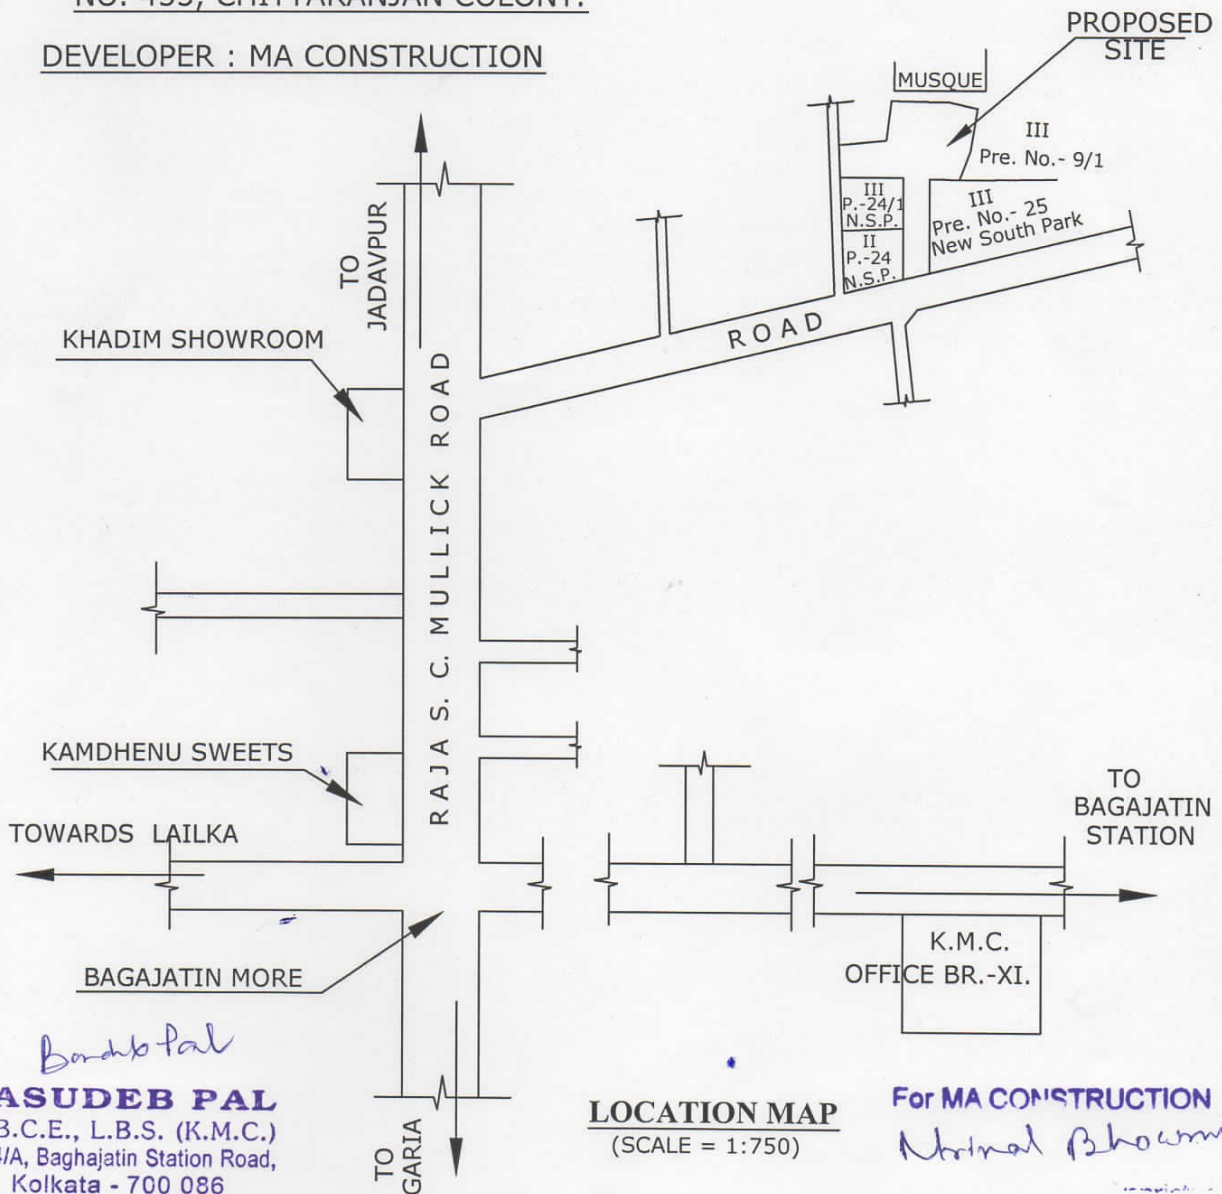 NO. 435, CHITTARANJAN COLONY.
DEVELOPER : MA CONSTRUCTION
PROPOSED
SITE
MUSQUE
III
Pre. No.- 9/1
III
P.-24/1
N.S.P.
II
P.-24
N.S.P.
III
Pre. No.- 25
New South Park
TO
JADAVPUR
KHADIM SHOWROOM
ROAD
RAJA S. C. MULLICK ROAD
KAMDHENU SWEETS
TOWARDS LAILKA
TO
BAGAJATIN
STATION
K.M.C.
OFFICE BR.-XI.
BAGAJATIN MORE
ASUDEB PAL
B.C.E., L.B.S. (K.M.C.)
/A, Baghajatin Station Road,
Kolkata - 700 086
TO
GARIA
LOCATION MAP
(SCALE = 1:750)
For MA CONSTRUCTION